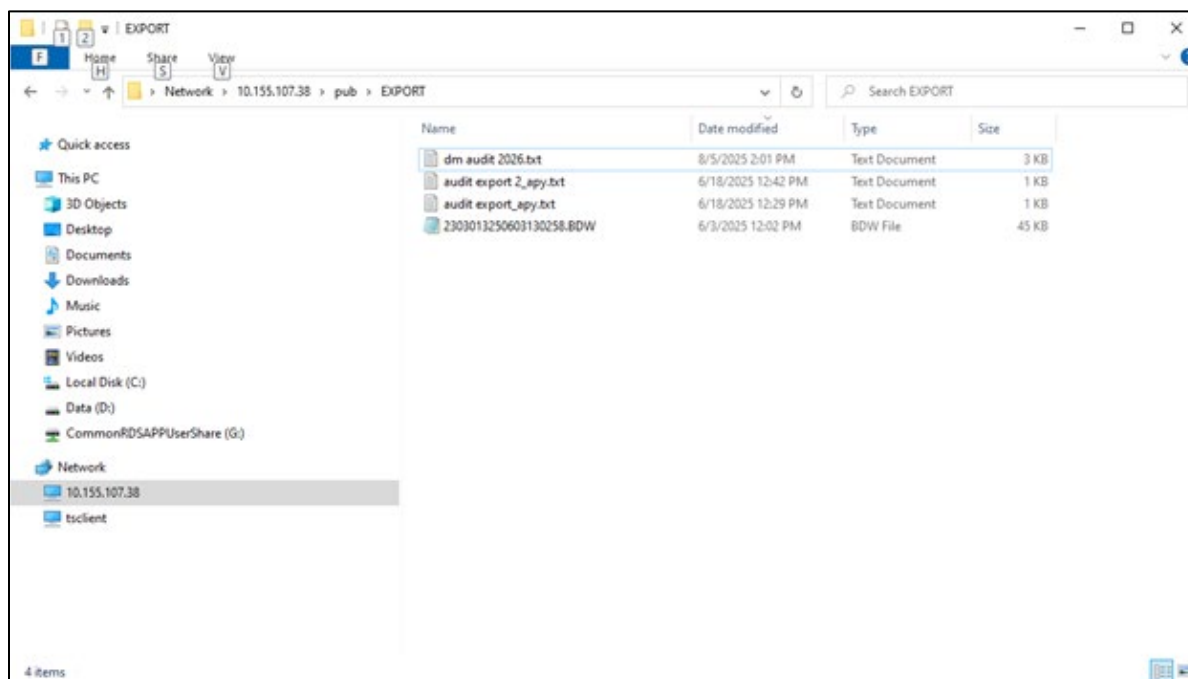 EXPORT
1 2
F Home Share View
H S V
Network > 10.155.107.38 > pub > EXPORT
Search EXPORT
Name Date modified Type Size
Quick access
This PC
3D Objects
Desktop
Documents
Downloads
Music
Pictures
Videos
Local Disk (C:)
Data (D:)
CommonRDSAPPUserShare (G:)
Network
10.155.107.38
tsclient
dm audit 2026.txt 8/5/2025 2:01 PM Text Document 3 KB
audit export 2_apy.txt 6/18/2025 12:42 PM Text Document 1 KB
audit export_apy.txt 6/18/2025 12:29 PM Text Document 1 KB
2303013250603130258.BDW 6/3/2025 12:02 PM BDW File 45 KB
4 items